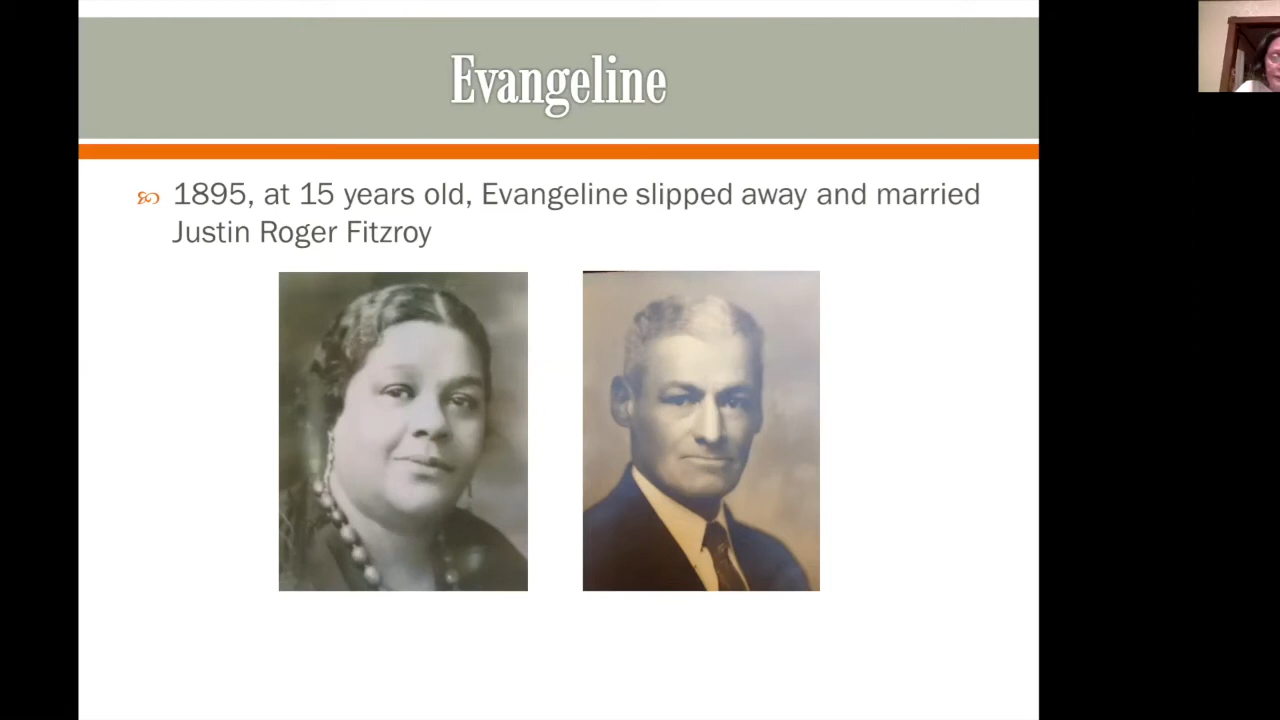 Evangeline
1895, at 15 years old, Evangeline slipped away and married
Justin Roger Fitzroy